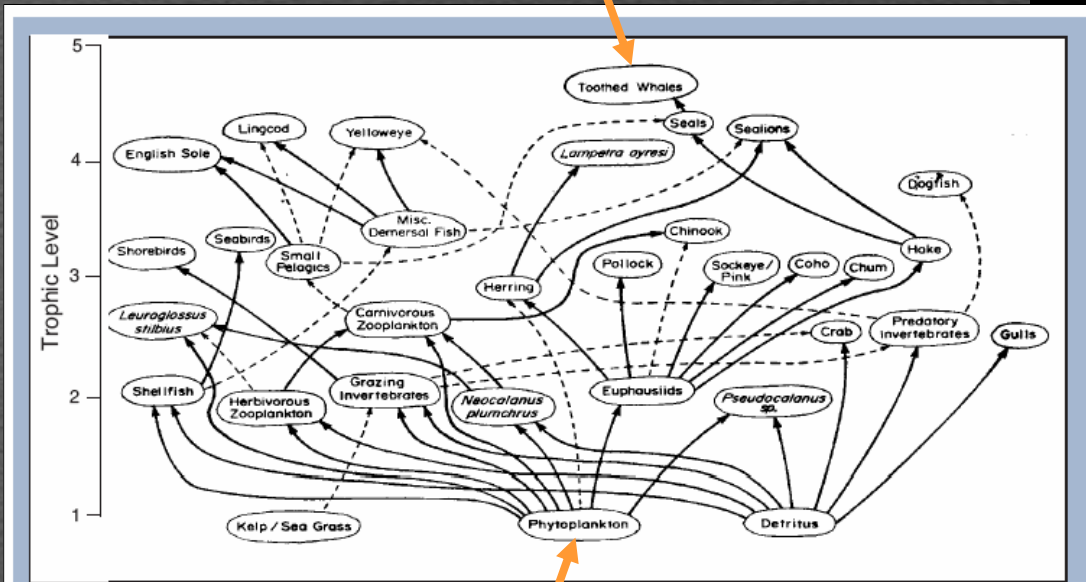 5
Toothed Whales
Seals
Sealions
Lingcod
Yelloweye
4
English Sole
Lampetra ayresi
Dogfish
Misc.
Demersal Fish
Chinook
Seabirds
Shorebirds
Small
Pelagics
Hake
Pollock
Sockeye/
Pink
Coho
Chum
3
Herring
Trophic Level
Leuroglossus
stilbius
Carnivorous
Zooplankton
Crab
Predatory
Invertebrates
Gulls
2
Shellfish
Herbivorous
Zooplankton
Grazing
Invertebrates
Neocalanus
plumchrus
Euphausiids
Pseudocalanus
sp.
1
Kelp / Sea Grass
Phytoplankton
Detritus